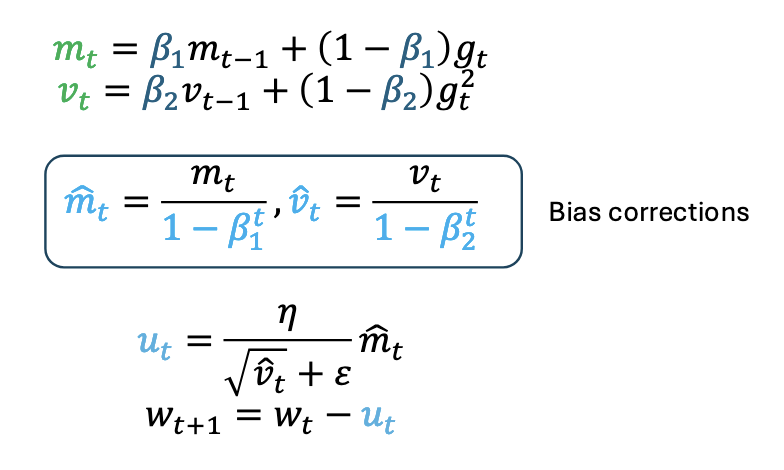 m_t = β_1 m_{t−1} + (1 − β_1)g_t
v_t = β_2 v_{t−1} + (1 − β_2)g_t^2
m̂_t = m_t / (1 − β_1^t), v̂_t = v_t / (1 − β_2^t)
Bias corrections
u_t = η / (√v̂_t + ε) m̂_t
w_{t+1} = w_t − u_t